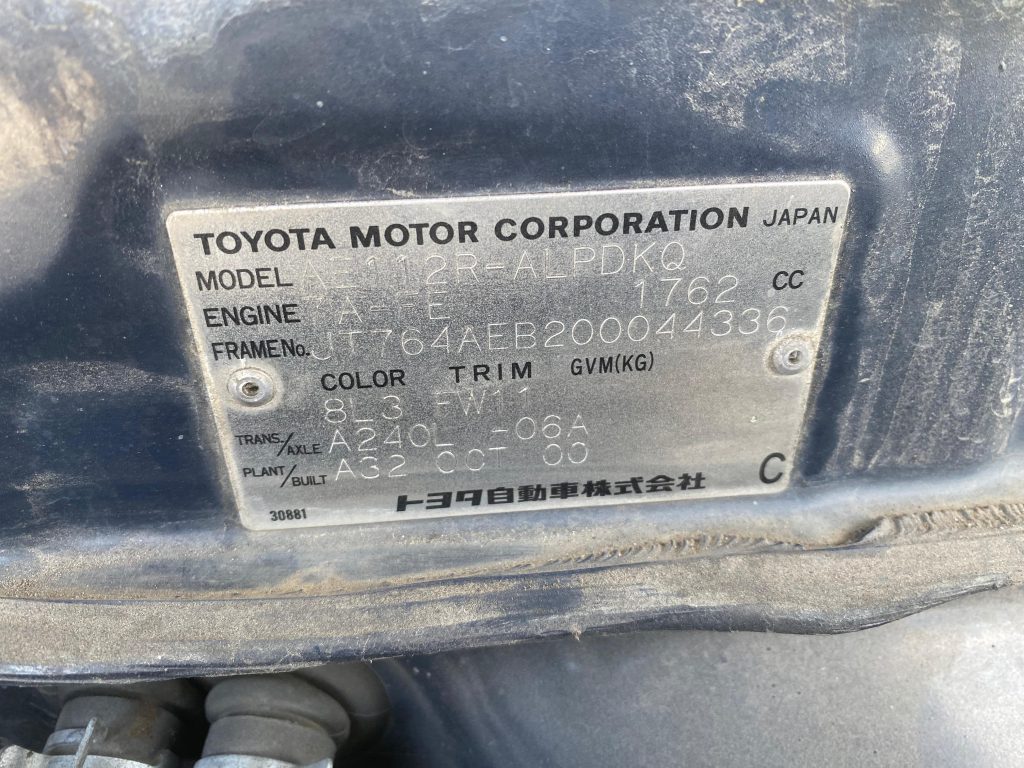 TOYOTA MOTOR CORPORATION JAPAN
MODEL AE112R-ALPDKQ
ENGINE 7A-FE 1762 CC
FRAME No. JT764AEB200044336
COLOR TRIM GVM(KG)
8L3 FW11
TRANS./AXLE A240L -06A
PLANT/BUILT A32 00- 00
トヨタ自動車株式会社 C
30881